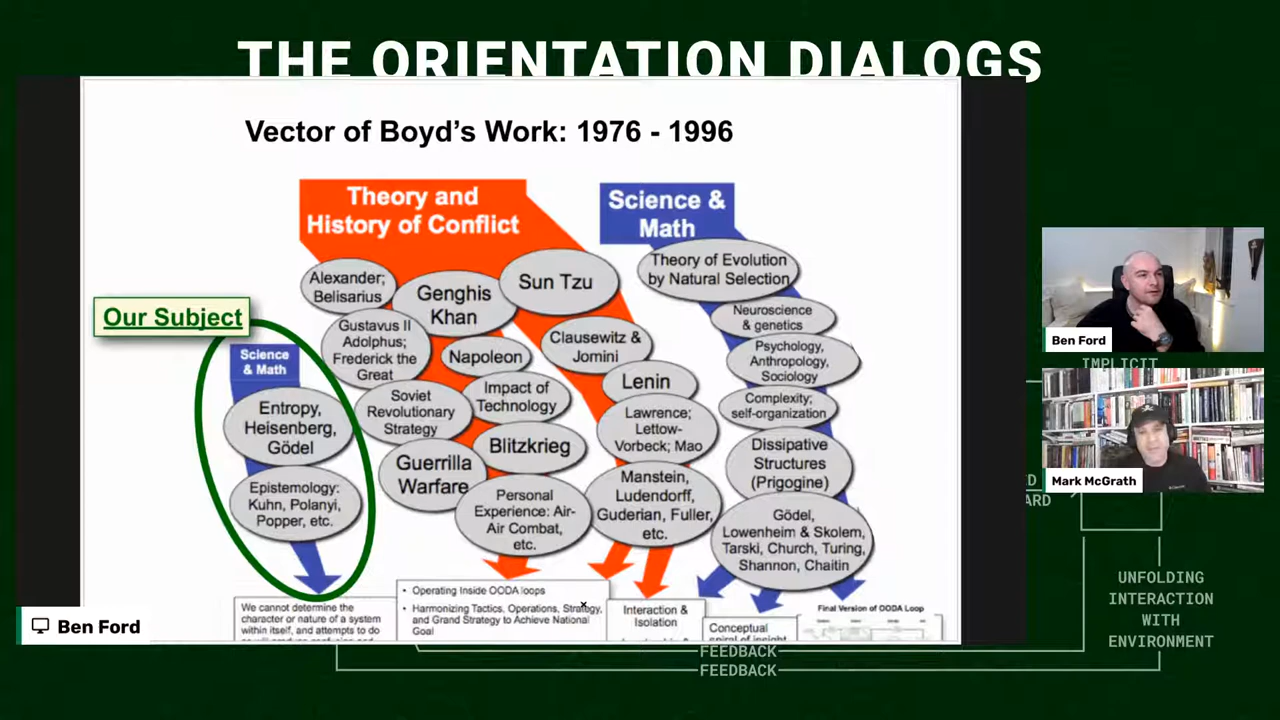 THE ORIENTATION DIALOGS
Vector of Boyd's Work: 1976 - 1996
Theory and
History of Conflict
Science &
Math
Our Subject
Science
& Math
Entropy,
Heisenberg,
Gödel
Epistemology:
Kuhn, Polanyi,
Popper, etc.
Alexander;
Belisarius
Genghis
Khan
Sun Tzu
Gustavus II
Adolphus;
Frederick the
Great
Napoleon
Clausewitz &
Jomini
Soviet
Revolutionary
Strategy
Impact of
Technology
Lenin
Blitzkrieg
Lawrence;
Lettow-
Vorbeck; Mao
Guerrilla
Warfare
Personal
Experience: Air-
Air Combat,
etc.
Manstein,
Ludendorff,
Guderian, Fuller,
etc.
Theory of Evolution
by Natural Selection
Neuroscience
& genetics
Psychology,
Anthropology,
Sociology
Complexity;
self-organization
Dissipative
Structures
(Prigogine)
Gödel,
Lowenheim & Skolem,
Tarski, Church, Turing,
Shannon, Chaitin
We cannot determine the
character or nature of a system
within itself, and attempts to do
• Operating Inside OODA loops
• Harmonizing Tactics, Operations, Strategy,
and Grand Strategy to Achieve National
Goal
Interaction &
Isolation
Conceptual
spiral of insight
Final Version of OODA Loop
Ben Ford
IMPLICIT
Mark McGrath
ARD
UNFOLDING
INTERACTION
WITH
ENVIRONMENT
Ben Ford
FEEDBACK
FEEDBACK